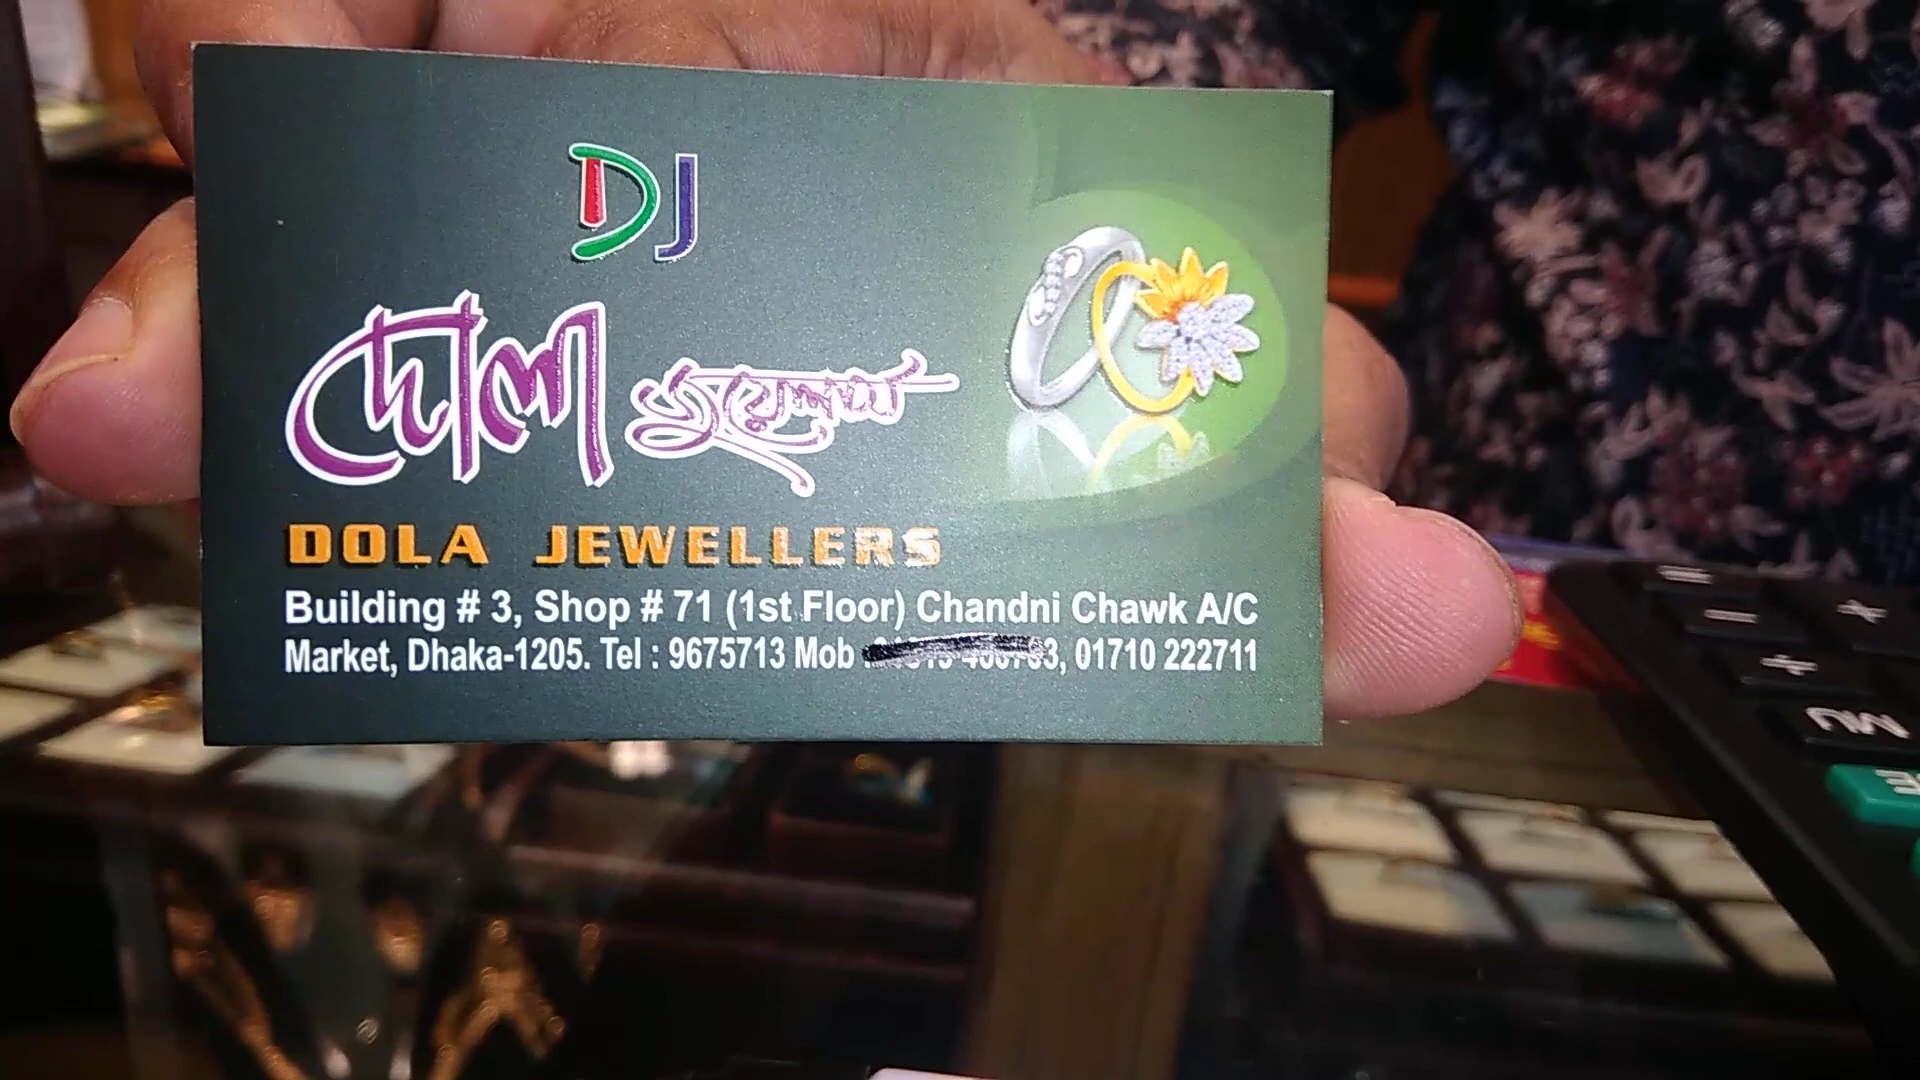 DJ
দোলা জুয়েলার্স
DOLA JEWELLERS
Building # 3, Shop # 71 (1st Floor) Chandni Chawk A/C
Market, Dhaka-1205. Tel : 9675713 Mob , 01710 222711
MU